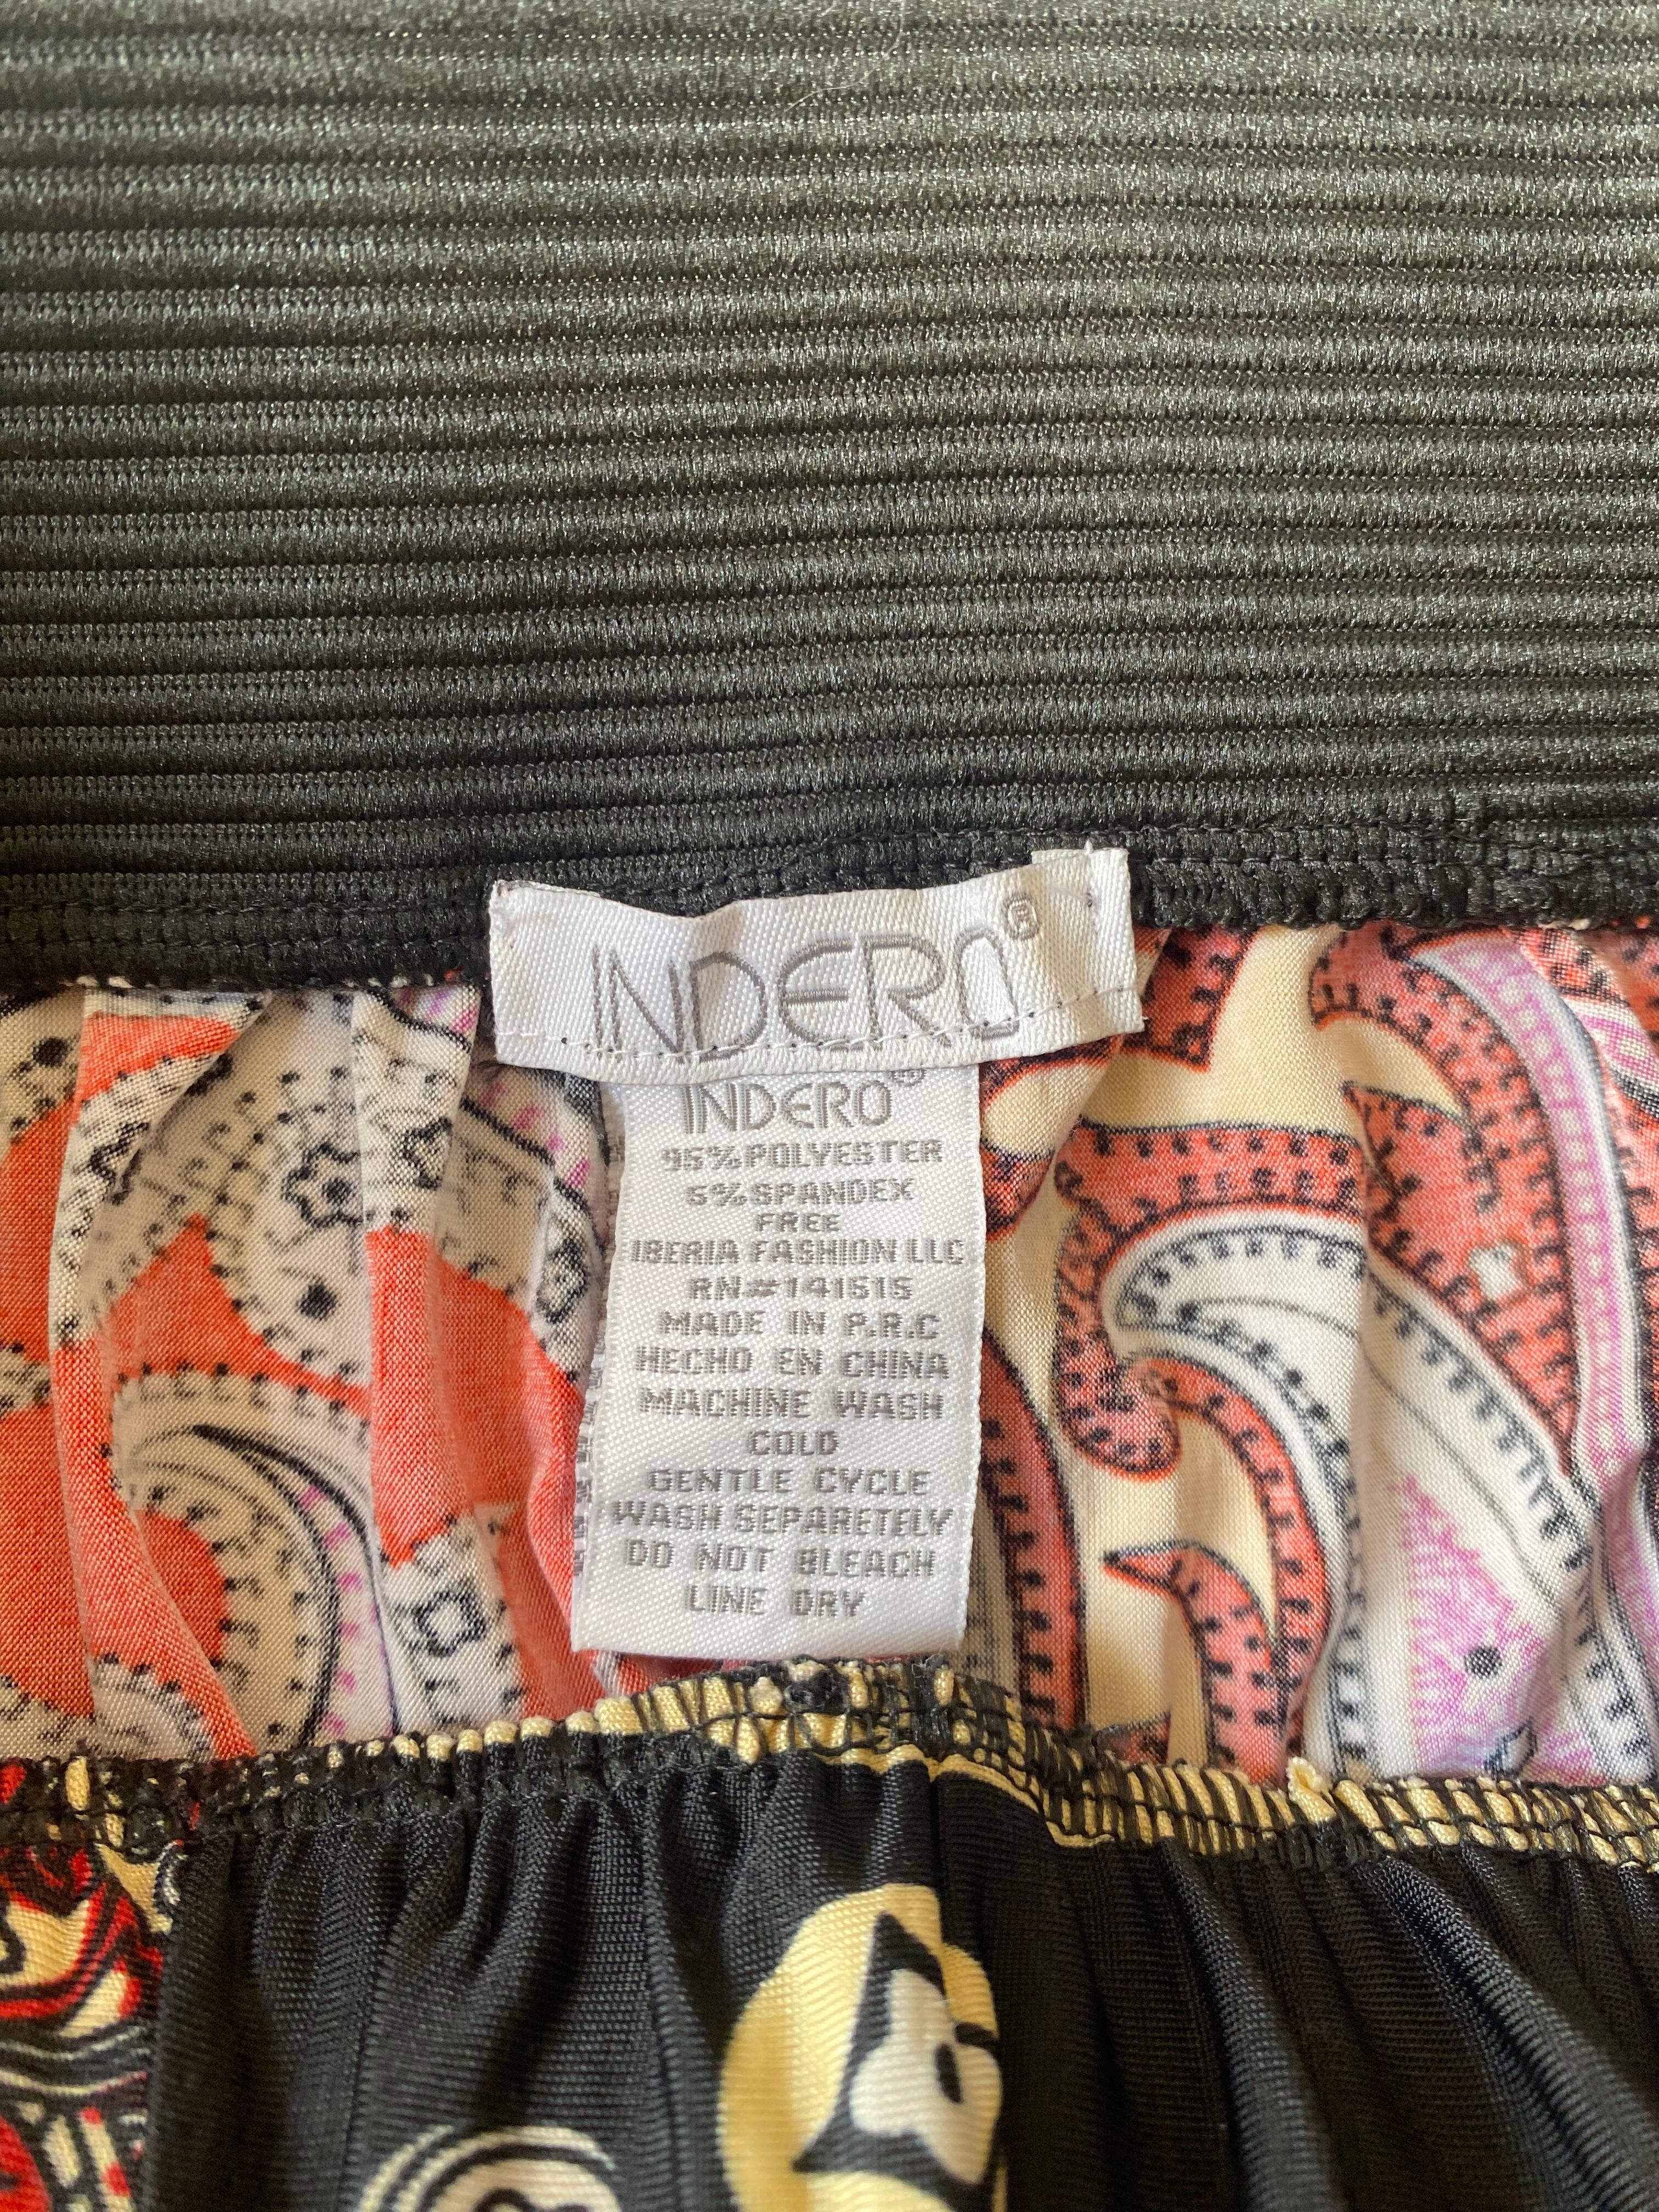 INDERO®
INDERO®
95% POLYESTER
5% SPANDEX
FREE
IBERIA FASHION LLC
RN#141515
MADE IN P.R.C
HECHO EN CHINA
MACHINE WASH
COLD
GENTLE CYCLE
WASH SEPARETELY
DO NOT BLEACH
LINE DRY